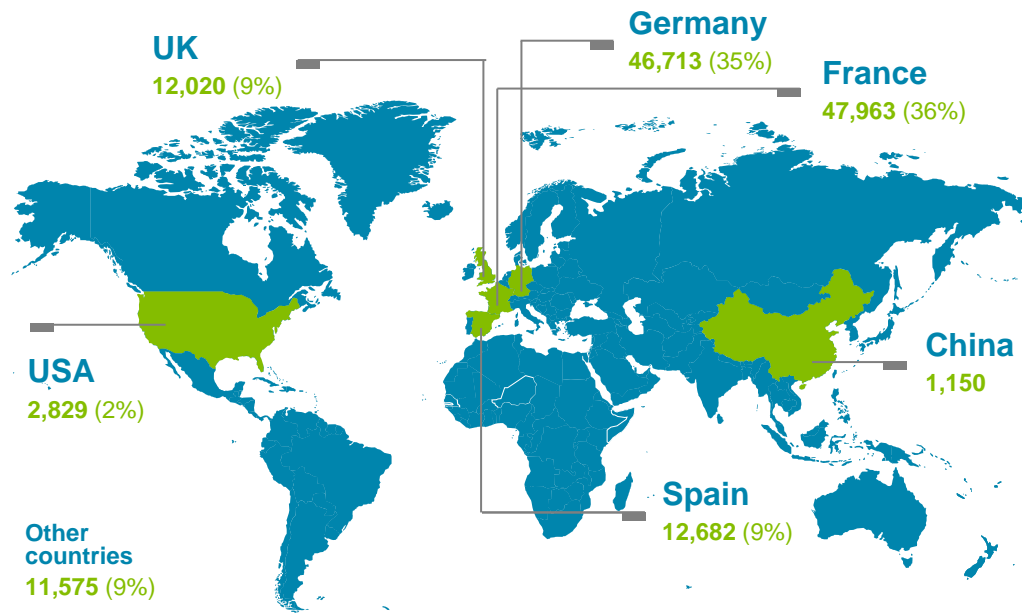 Germany
46,713 (35%)
UK
12,020 (9%)
France
47,963 (36%)
USA
2,829 (2%)
China
1,150
Spain
12,682 (9%)
Other
countries
11,575 (9%)